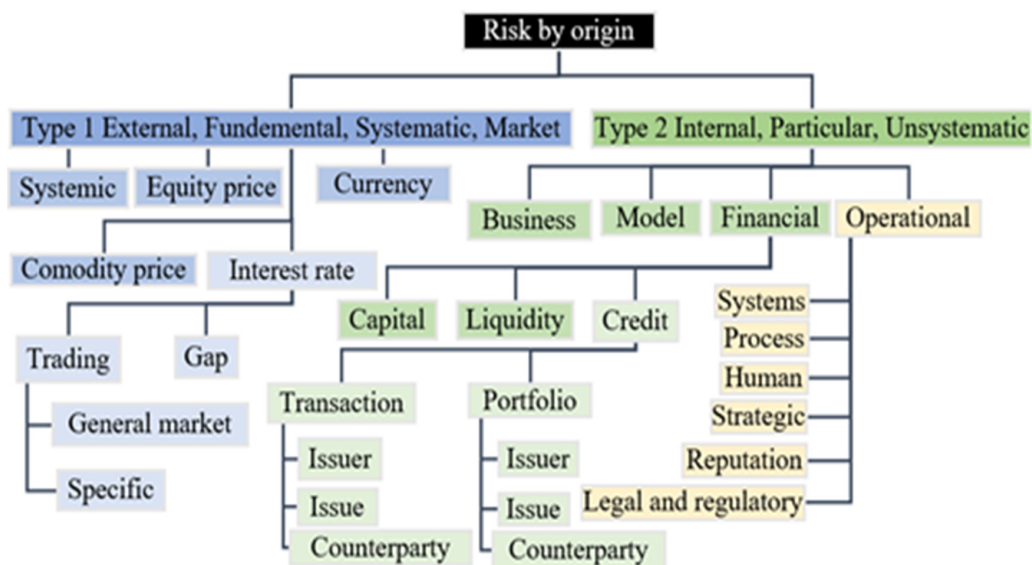 Risk by origin
Type 1 External, Fundemental, Systematic, Market
Type 2 Internal, Particular, Unsystematic
Systemic
Equity price
Currency
Business
Model
Financial
Operational
Comodity price
Interest rate
Capital
Liquidity
Credit
Systems
Process
Human
Strategic
Reputation
Legal and regulatory
Trading
Gap
General market
Specific
Transaction
Issuer
Issue
Counterparty
Portfolio
Issuer
Issue
Counterparty